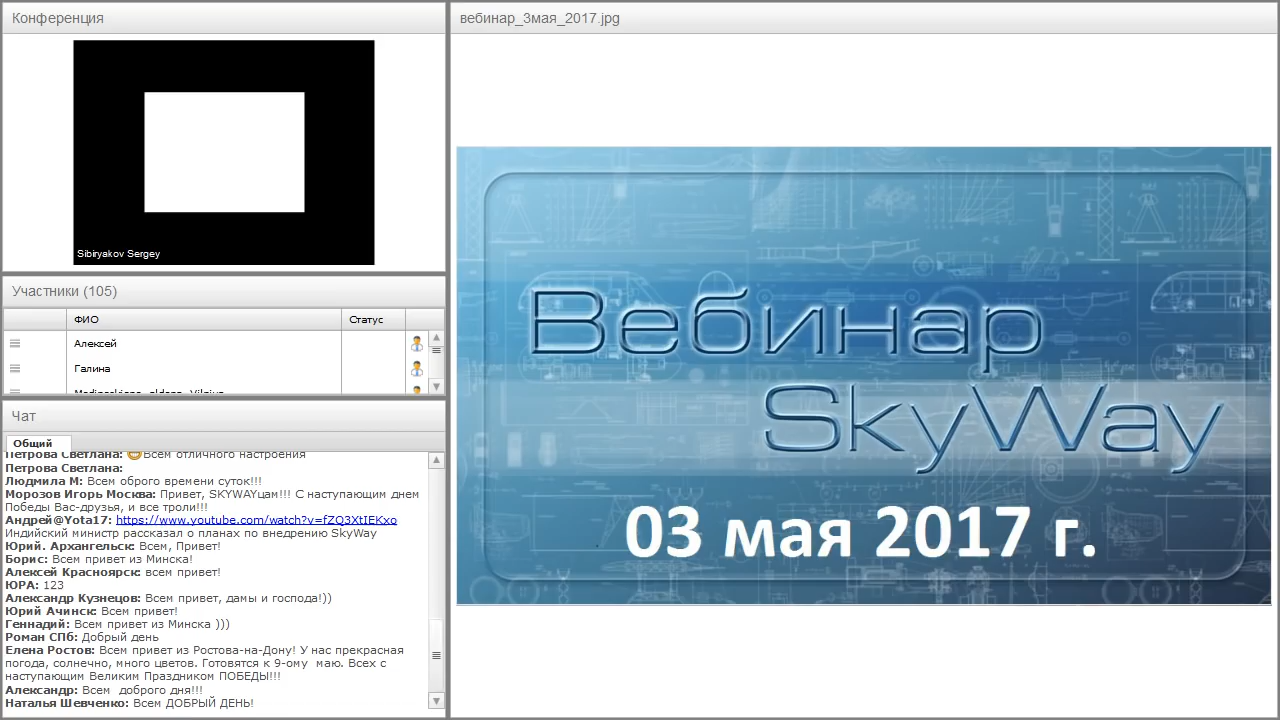 Конференция
Sibiryakov Sergey
Участники (105)
ФИО
Статус
Алексей
Галина
Чат
Общий
Петрова Светлана: Всем отличного настроения
Петрова Светлана:
Людмила М: Всем оброго времени суток!!!
Морозов Игорь Москва: Привет, SKYWAYцам!!! С наступающим днем
Победы Вас-друзья, и все троли!!!
Андрей@Yota17: https://www.youtube.com/watch?v=fZQ3XtIEKxo
Индийский министр рассказал о планах по внедрению SkyWay
Юрий. Архангельск: Всем, Привет!
Борис: Всем привет из Минска!
Алексей Красноярск: всем привет!
ЮРА: 123
Александр Кузнецов: Всем привет, дамы и господа!))
Юрий Ачинск: Всем привет!
Геннадий: Всем привет из Минска )))
Роман СПб: Добрый день
Елена Ростов: Всем привет из Ростова-на-Дону! У нас прекрасная
погода, солнечно, много цветов. Готовятся к 9-ому маю. Всех с
наступающим Великим Праздником ПОБЕДЫ!!!
Александр: Всем доброго дня!!!
Наталья Шевченко: Всем ДОБРЫЙ ДЕНЬ!
вебинар_3мая_2017.jpg
Вебинар
SkyWay
03 мая 2017 г.